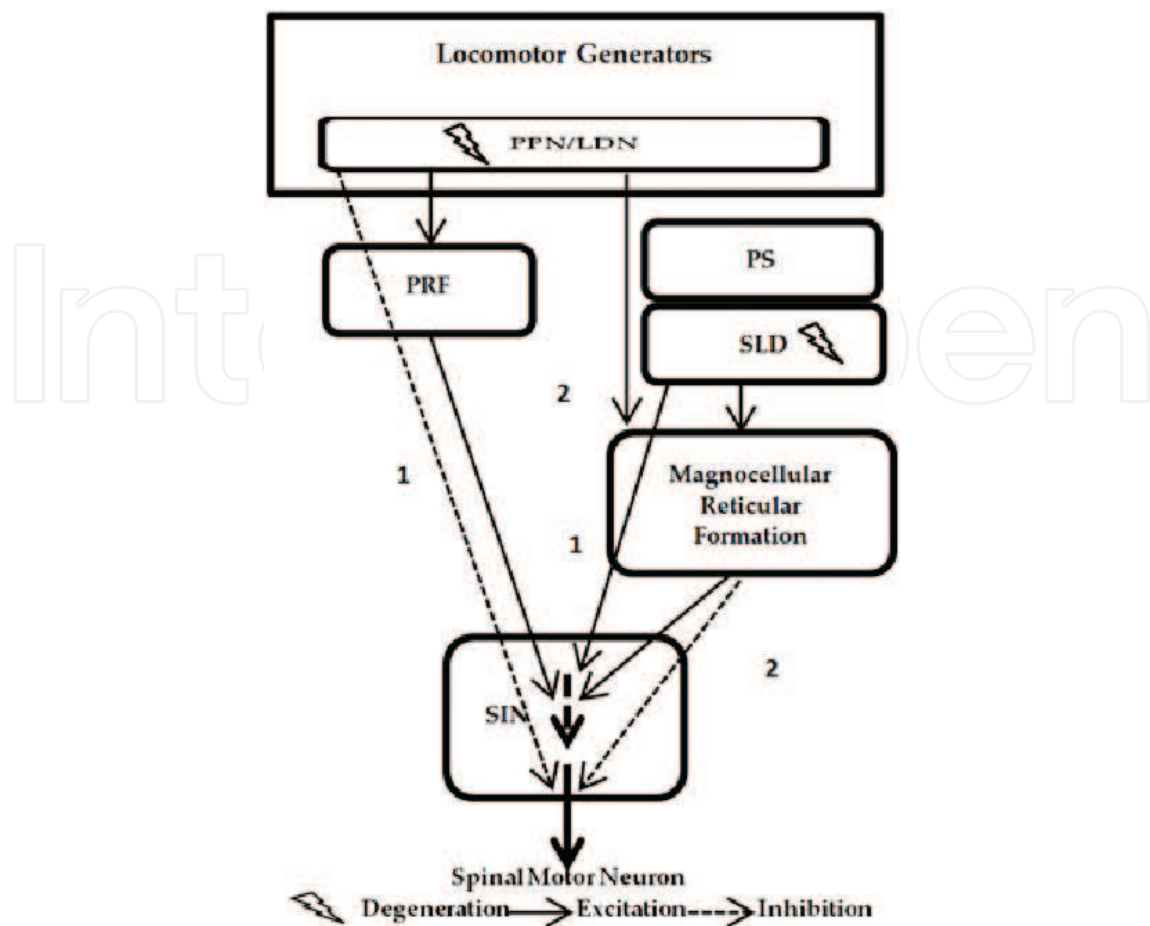 Locomotor Generators
PPN/LDN
PRF
PS
SLD
2
1
Magnocellular
Reticular
Formation
1
2
SIN
Spinal Motor Neuron
Degeneration Excitation Inhibition